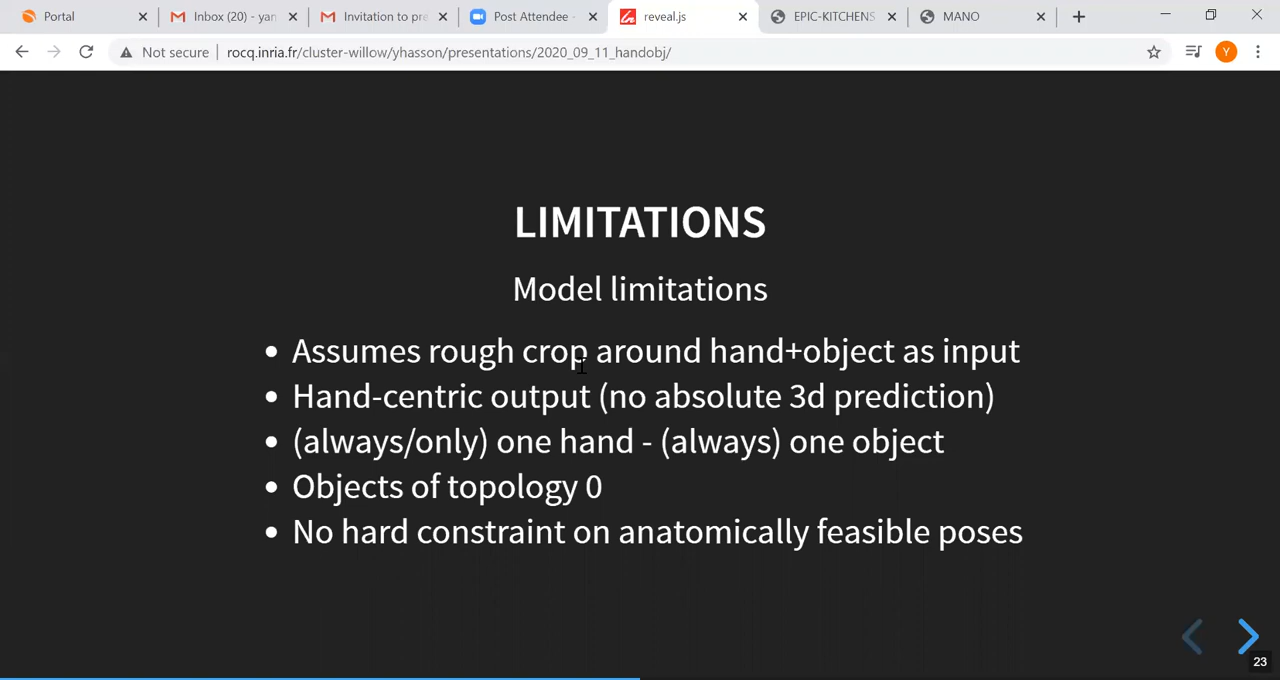 Portal
Inbox (20) - yan
Invitation to pre
Post Attendee -
reveal.js
EPIC-KITCHENS
MANO
Not secure
rocq.inria.fr/cluster-willow/yhasson/presentations/2020_09_11_handobj/
Y
LIMITATIONS
Model limitations
• Assumes rough crop around hand+object as input
• Hand-centric output (no absolute 3d prediction)
• (always/only) one hand - (always) one object
• Objects of topology 0
• No hard constraint on anatomically feasible poses
23